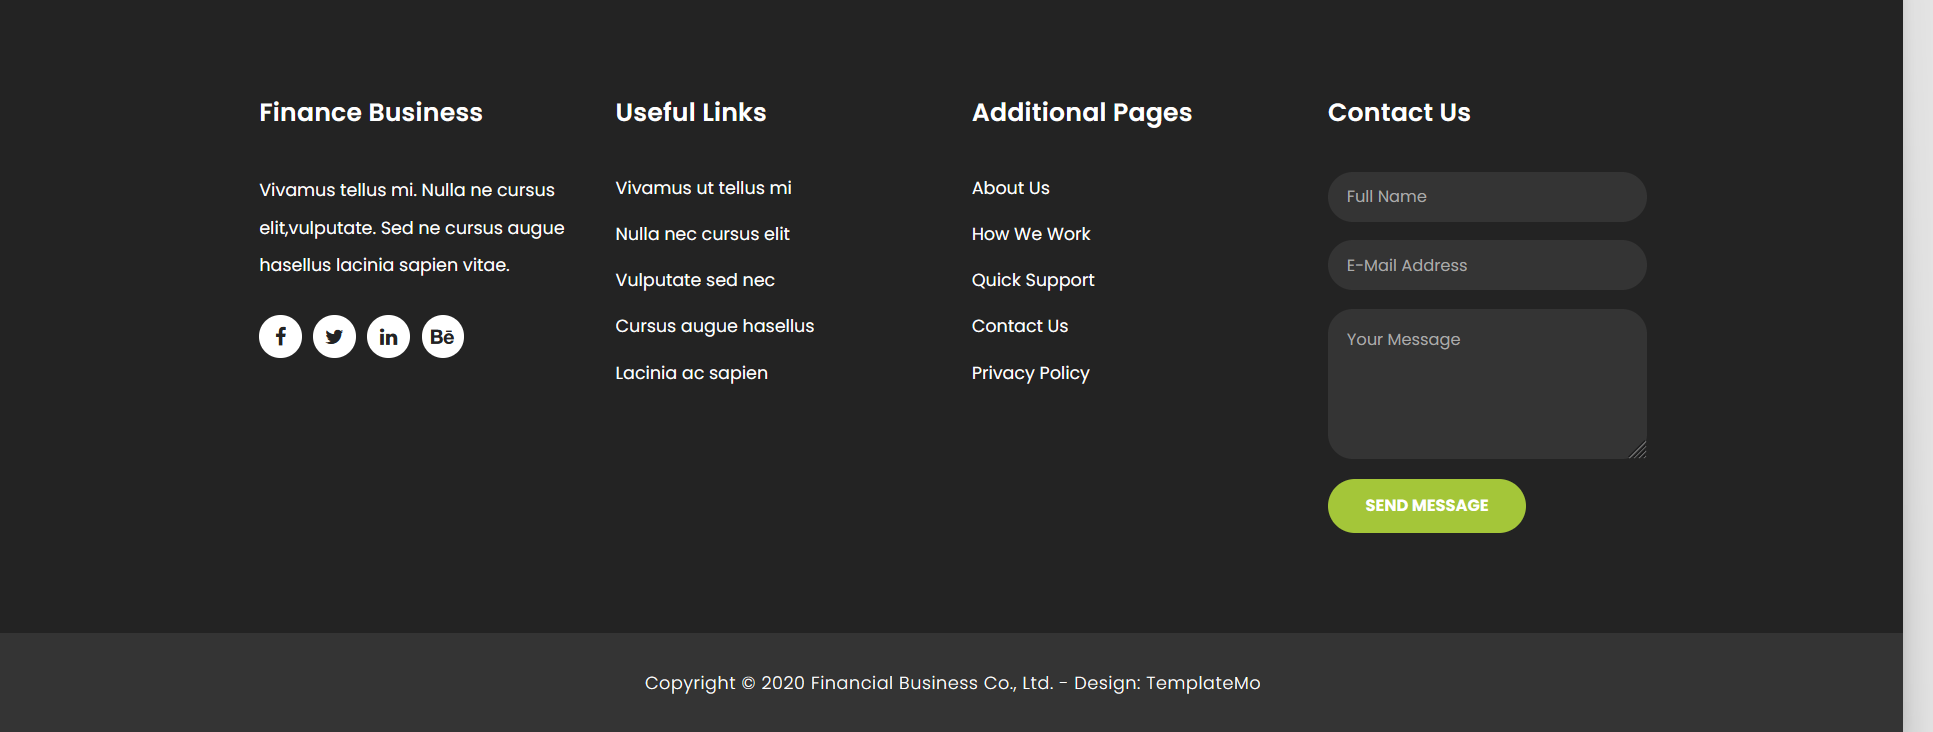 Finance Business
Vivamus tellus mi. Nulla ne cursus
elit,vulputate. Sed ne cursus augue
hasellus lacinia sapien vitae.
f
in
Bē
Useful Links
Vivamus ut tellus mi
Nulla nec cursus elit
Vulputate sed nec
Cursus augue hasellus
Lacinia ac sapien
Additional Pages
About Us
How We Work
Quick Support
Contact Us
Privacy Policy
Contact Us
Full Name
E-Mail Address
Your Message
SEND MESSAGE
Copyright © 2020 Financial Business Co., Ltd. - Design: TemplateMo